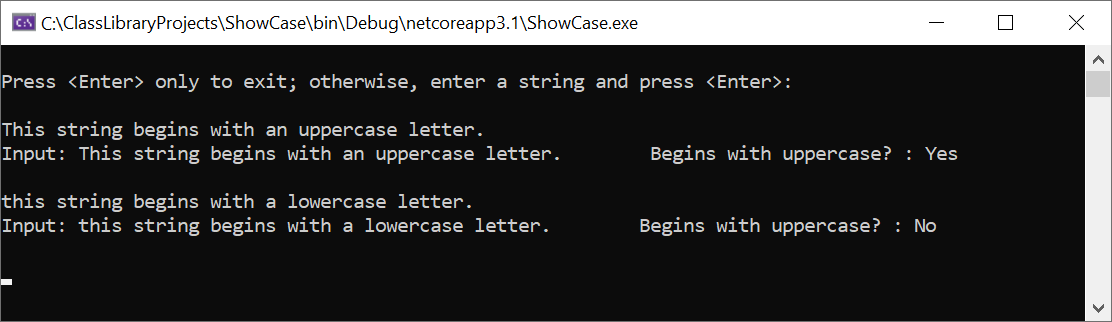 C:\ClassLibraryProjects\ShowCase\bin\Debug\netcoreapp3.1\ShowCase.exe
Press <Enter> only to exit; otherwise, enter a string and press <Enter>:
This string begins with an uppercase letter.
Input: This string begins with an uppercase letter.        Begins with uppercase? : Yes
this string begins with a lowercase letter.
Input: this string begins with a lowercase letter.        Begins with uppercase? : No